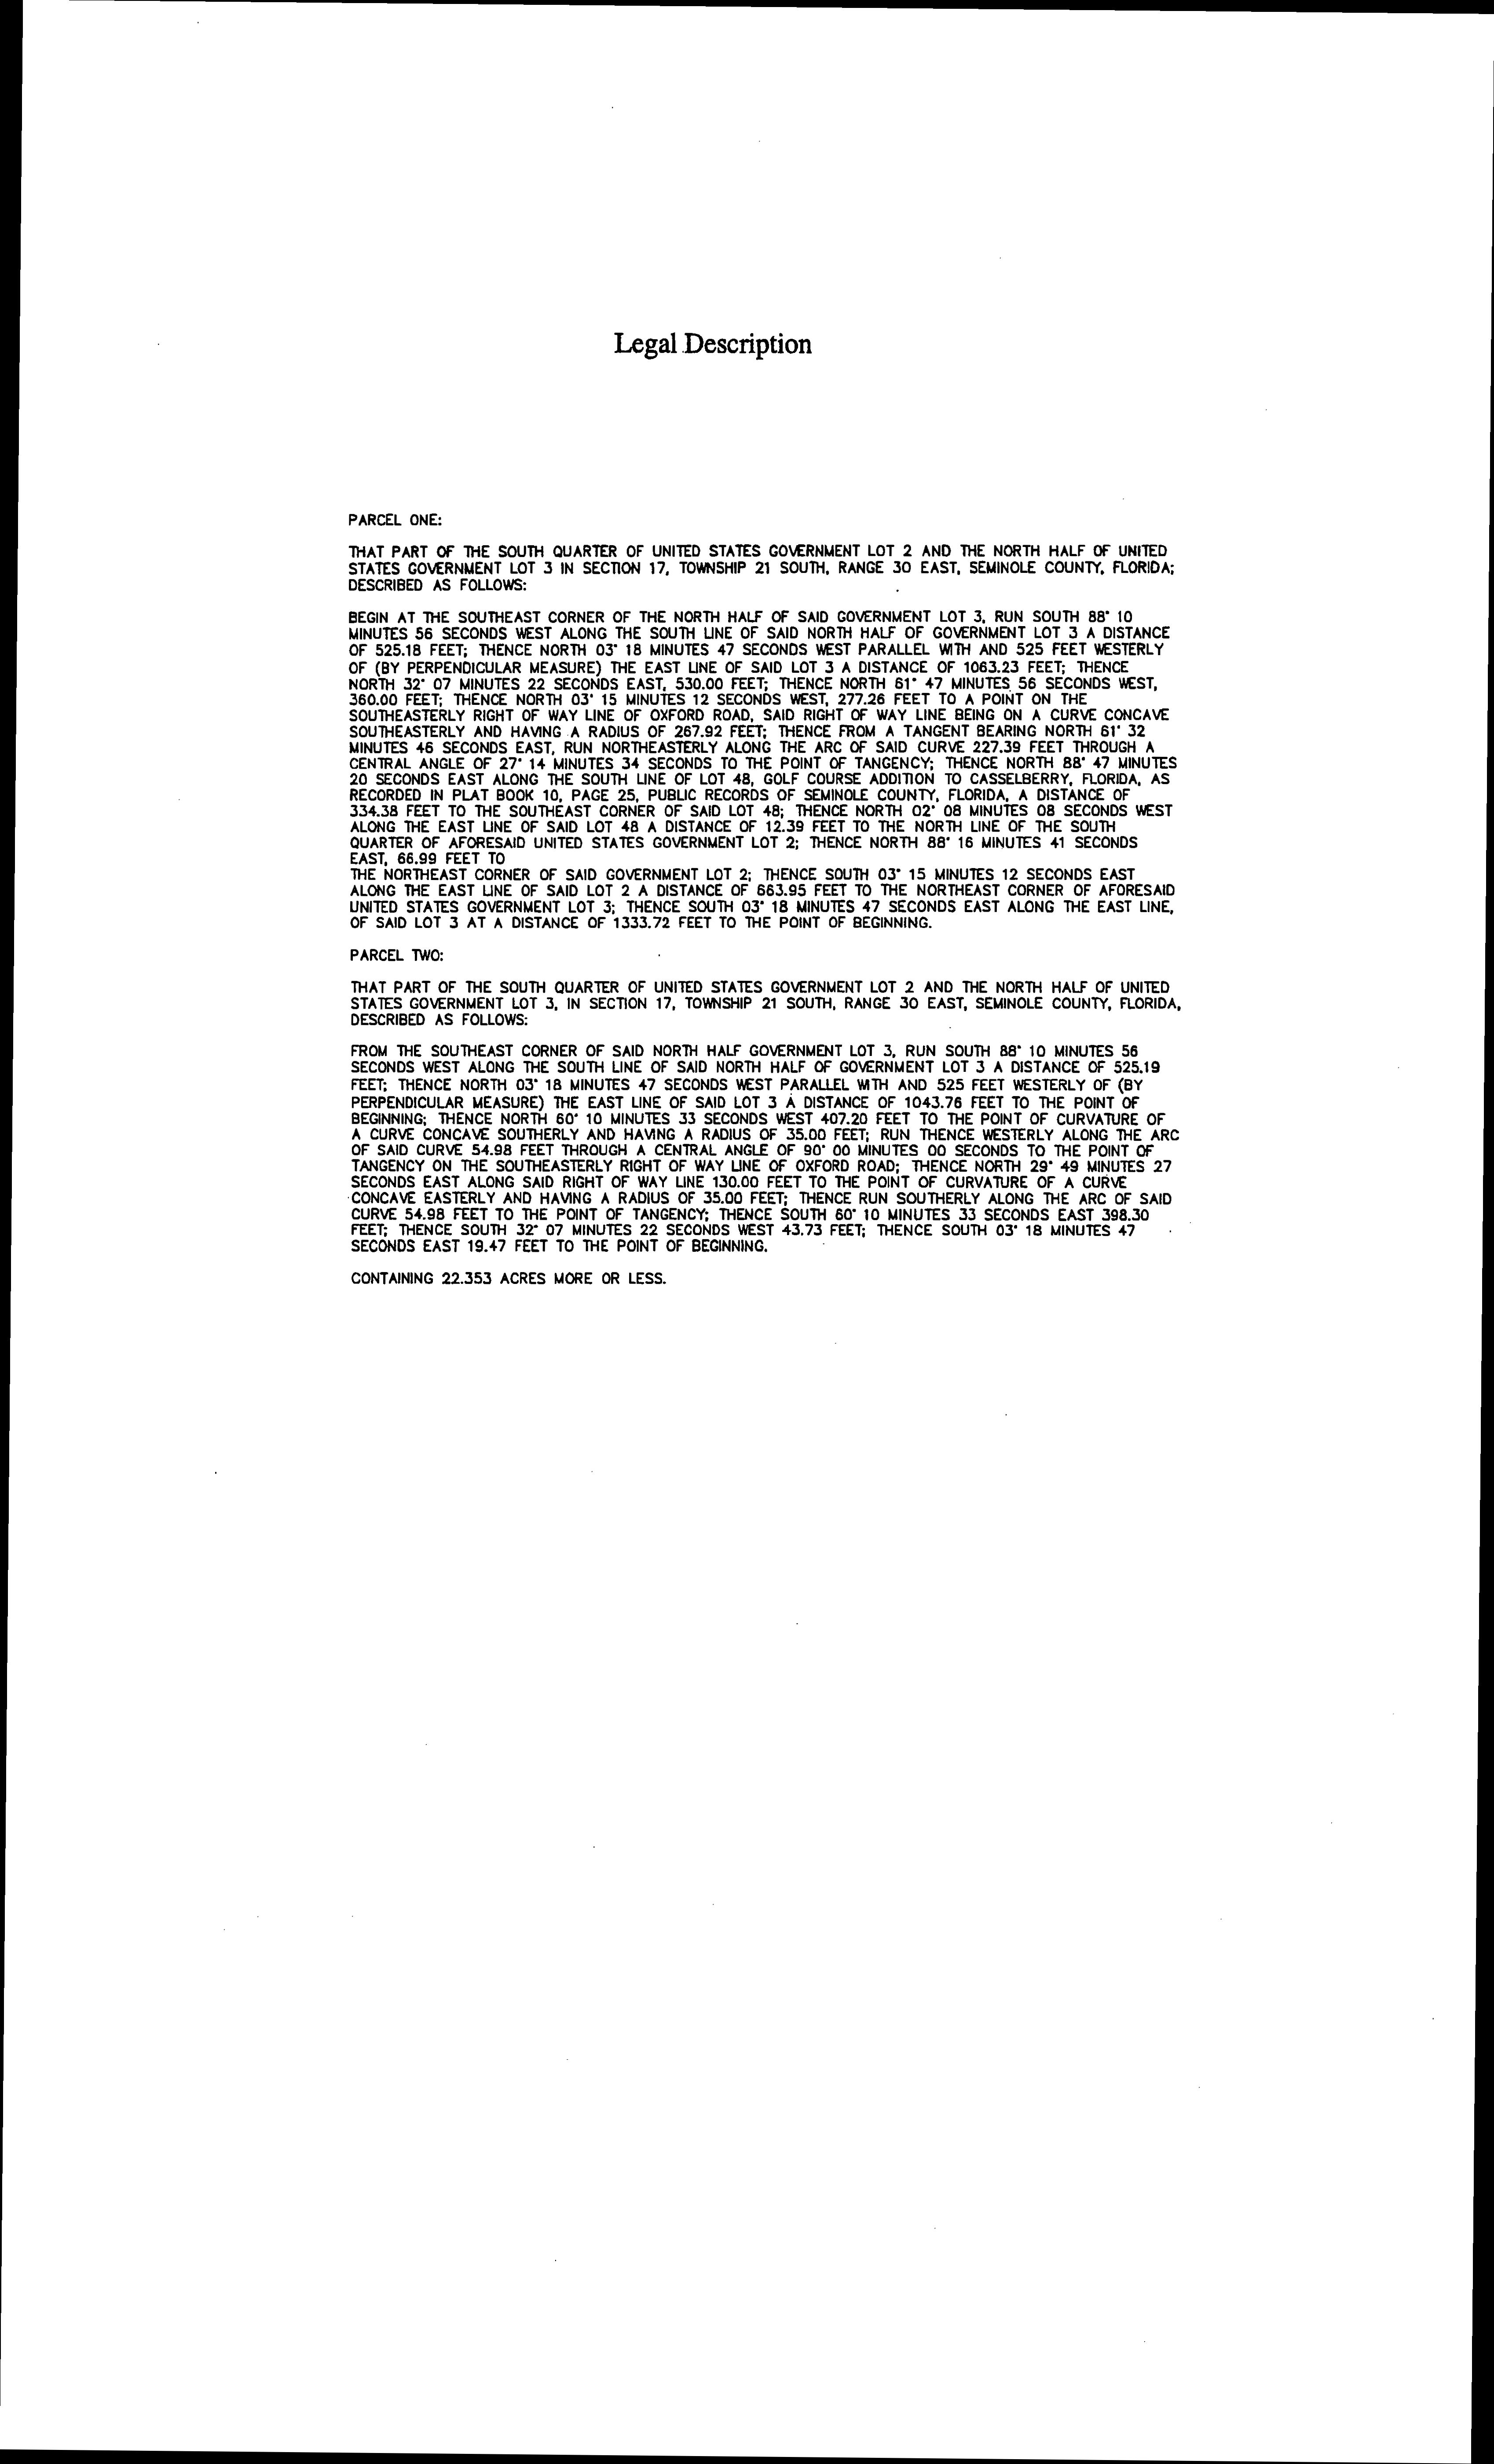 Legal Description
PARCEL ONE:
THAT PART OF THE SOUTH QUARTER OF UNITED STATES GOVERNMENT LOT 2 AND THE NORTH HALF OF UNITED
STATES GOVERNMENT LOT 3 IN SECTION 17, TOWNSHIP 21 SOUTH, RANGE 30 EAST, SEMINOLE COUNTY, FLORIDA;
DESCRIBED AS FOLLOWS:
BEGIN AT THE SOUTHEAST CORNER OF THE NORTH HALF OF SAID GOVERNMENT LOT 3, RUN SOUTH 88° 10
MINUTES 56 SECONDS WEST ALONG THE SOUTH LINE OF SAID NORTH HALF OF GOVERNMENT LOT 3 A DISTANCE
OF 525.18 FEET; THENCE NORTH 03° 18 MINUTES 47 SECONDS WEST PARALLEL WITH AND 525 FEET WESTERLY
OF (BY PERPENDICULAR MEASURE) THE EAST LINE OF SAID LOT 3 A DISTANCE OF 1063.23 FEET; THENCE
NORTH 32° 07 MINUTES 22 SECONDS EAST, 530.00 FEET; THENCE NORTH 61° 47 MINUTES 56 SECONDS WEST,
360.00 FEET; THENCE NORTH 03° 15 MINUTES 12 SECONDS WEST, 277.26 FEET TO A POINT ON THE
SOUTHEASTERLY RIGHT OF WAY LINE OF OXFORD ROAD, SAID RIGHT OF WAY LINE BEING ON A CURVE CONCAVE
SOUTHEASTERLY AND HAVING A RADIUS OF 267.92 FEET; THENCE FROM A TANGENT BEARING NORTH 61° 32
MINUTES 46 SECONDS EAST, RUN NORTHEASTERLY ALONG THE ARC OF SAID CURVE 227.39 FEET THROUGH A
CENTRAL ANGLE OF 27° 14 MINUTES 34 SECONDS TO THE POINT OF TANGENCY; THENCE NORTH 88° 47 MINUTES
20 SECONDS EAST ALONG THE SOUTH LINE OF LOT 48, GOLF COURSE ADDITION TO CASSELBERRY, FLORIDA, AS
RECORDED IN PLAT BOOK 10, PAGE 25, PUBLIC RECORDS OF SEMINOLE COUNTY, FLORIDA, A DISTANCE OF
334.38 FEET TO THE SOUTHEAST CORNER OF SAID LOT 48; THENCE NORTH 02° 08 MINUTES 08 SECONDS WEST
ALONG THE EAST LINE OF SAID LOT 48 A DISTANCE OF 12.39 FEET TO THE NORTH LINE OF THE SOUTH
QUARTER OF AFORESAID UNITED STATES GOVERNMENT LOT 2; THENCE NORTH 88° 16 MINUTES 41 SECONDS
EAST, 66.99 FEET TO
THE NORTHEAST CORNER OF SAID GOVERNMENT LOT 2; THENCE SOUTH 03° 15 MINUTES 12 SECONDS EAST
ALONG THE EAST LINE OF SAID LOT 2 A DISTANCE OF 663.95 FEET TO THE NORTHEAST CORNER OF AFORESAID
UNITED STATES GOVERNMENT LOT 3; THENCE SOUTH 03° 18 MINUTES 47 SECONDS EAST ALONG THE EAST LINE,
OF SAID LOT 3 AT A DISTANCE OF 1333.72 FEET TO THE POINT OF BEGINNING.
PARCEL TWO:
THAT PART OF THE SOUTH QUARTER OF UNITED STATES GOVERNMENT LOT 2 AND THE NORTH HALF OF UNITED
STATES GOVERNMENT LOT 3, IN SECTION 17, TOWNSHIP 21 SOUTH, RANGE 30 EAST, SEMINOLE COUNTY, FLORIDA,
DESCRIBED AS FOLLOWS:
FROM THE SOUTHEAST CORNER OF SAID NORTH HALF GOVERNMENT LOT 3, RUN SOUTH 88° 10 MINUTES 56
SECONDS WEST ALONG THE SOUTH LINE OF SAID NORTH HALF OF GOVERNMENT LOT 3 A DISTANCE OF 525.19
FEET; THENCE NORTH 03° 18 MINUTES 47 SECONDS WEST PARALLEL WITH AND 525 FEET WESTERLY OF (BY
PERPENDICULAR MEASURE) THE EAST LINE OF SAID LOT 3 A DISTANCE OF 1043.76 FEET TO THE POINT OF
BEGINNING; THENCE NORTH 60° 10 MINUTES 33 SECONDS WEST 407.20 FEET TO THE POINT OF CURVATURE OF
A CURVE CONCAVE SOUTHERLY AND HAVING A RADIUS OF 35.00 FEET; RUN THENCE WESTERLY ALONG THE ARC
OF SAID CURVE 54.98 FEET THROUGH A CENTRAL ANGLE OF 90° 00 MINUTES 00 SECONDS TO THE POINT OF
TANGENCY ON THE SOUTHEASTERLY RIGHT OF WAY LINE OF OXFORD ROAD; THENCE NORTH 29° 49 MINUTES 27
SECONDS EAST ALONG SAID RIGHT OF WAY LINE 130.00 FEET TO THE POINT OF CURVATURE OF A CURVE
CONCAVE EASTERLY AND HAVING A RADIUS OF 35.00 FEET; THENCE RUN SOUTHERLY ALONG THE ARC OF SAID
CURVE 54.98 FEET TO THE POINT OF TANGENCY; THENCE SOUTH 60° 10 MINUTES 33 SECONDS EAST 398.30
FEET; THENCE SOUTH 32° 07 MINUTES 22 SECONDS WEST 43.73 FEET; THENCE SOUTH 03° 18 MINUTES 47
SECONDS EAST 19.47 FEET TO THE POINT OF BEGINNING.
CONTAINING 22.353 ACRES MORE OR LESS.